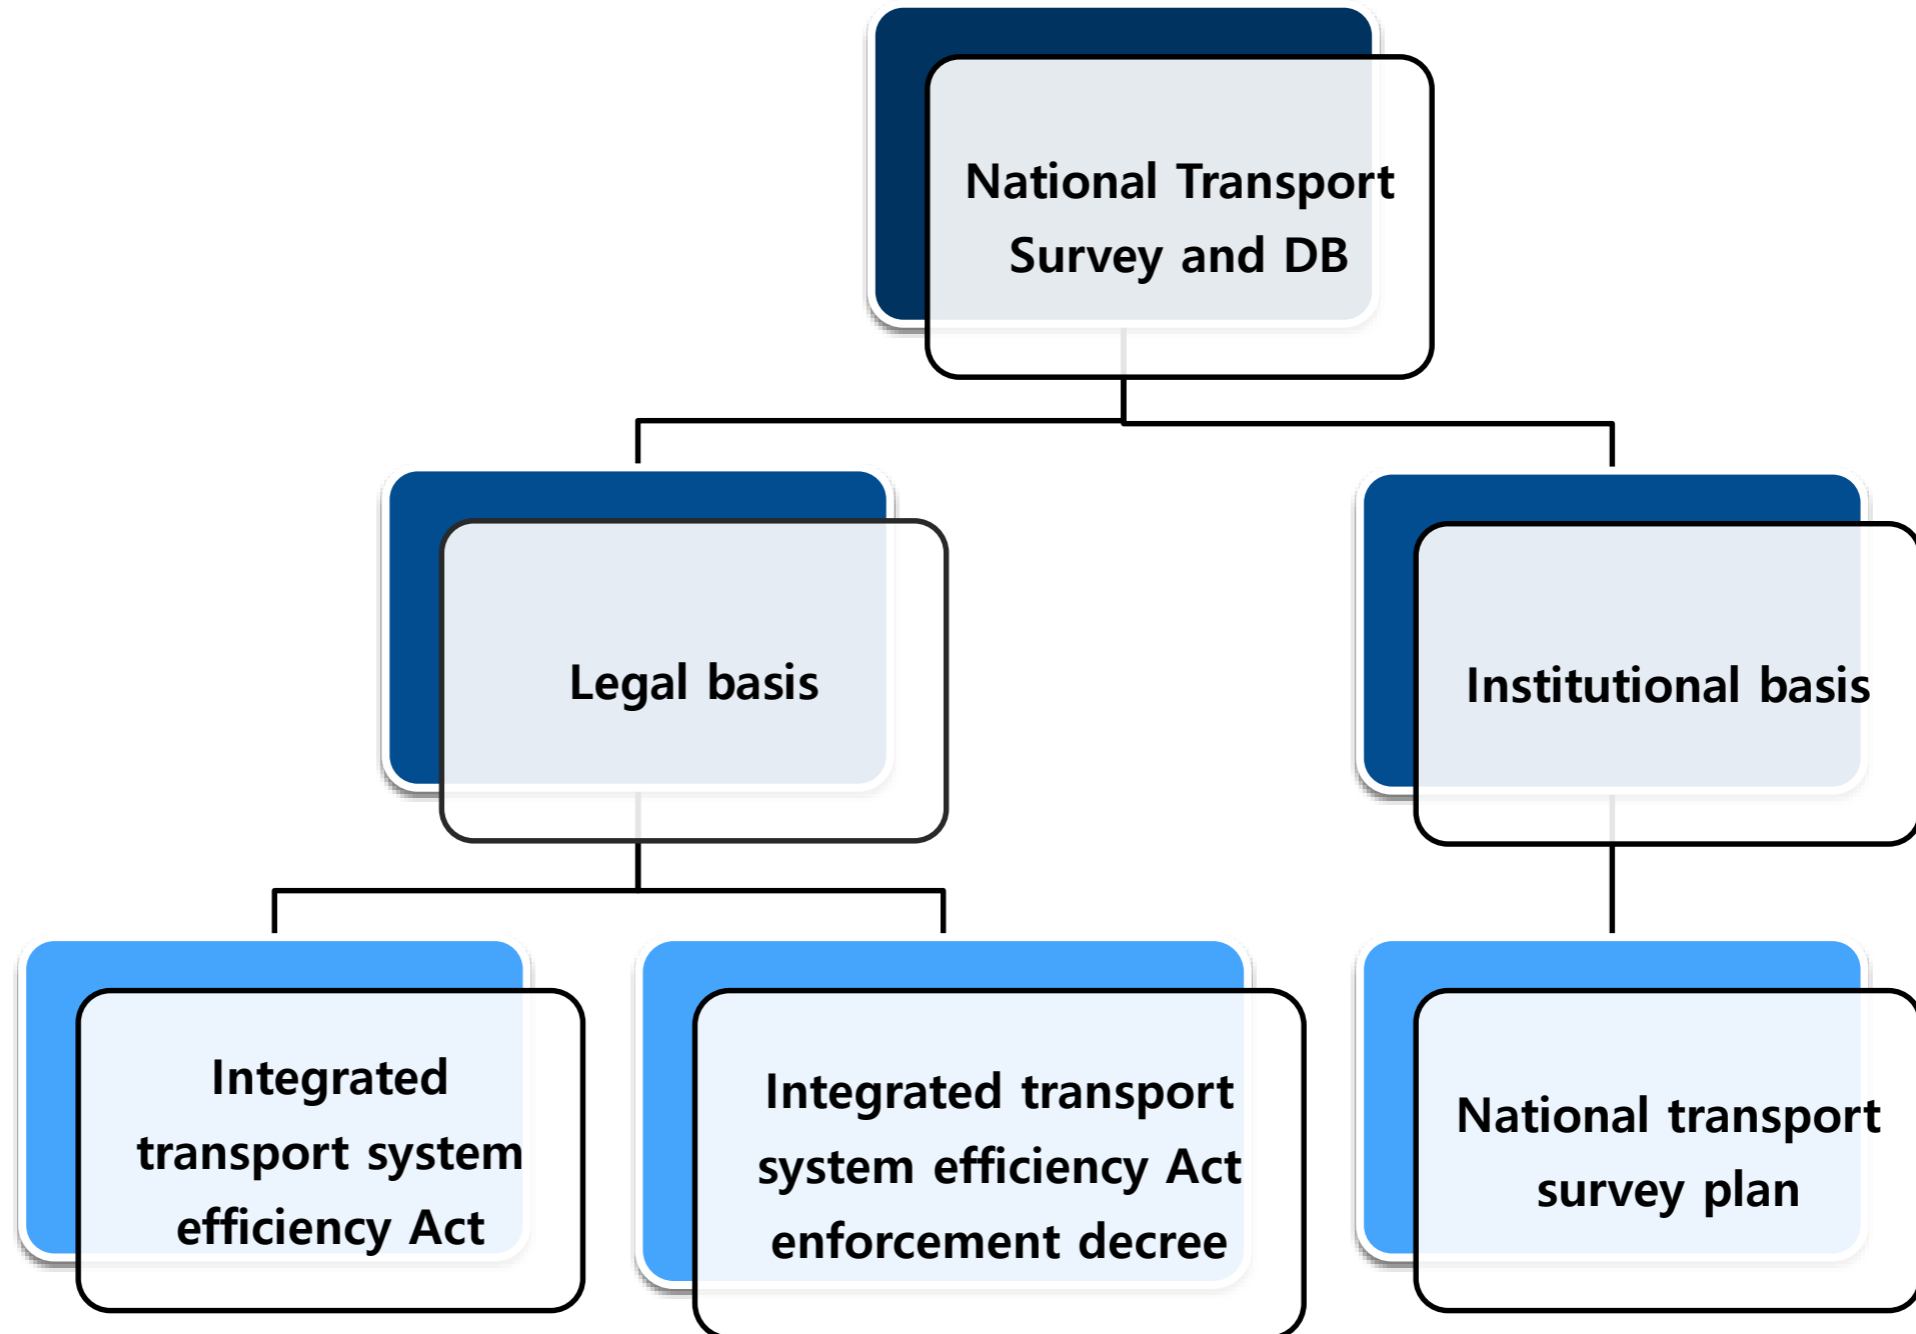 National Transport
Survey and DB
Legal basis
Institutional basis
Integrated
transport system
efficiency Act
Integrated transport
system efficiency Act
enforcement decree
National transport
survey plan